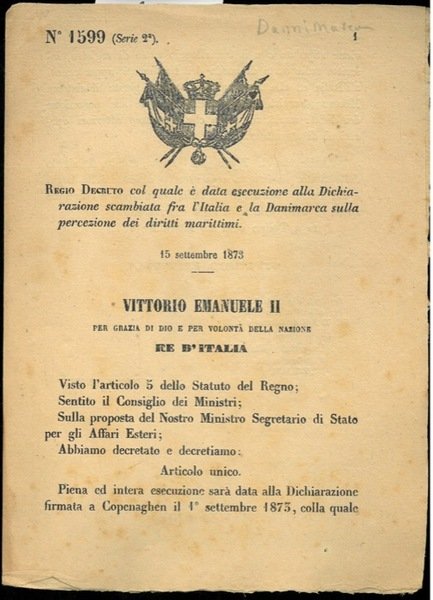 Danimarca
N° 1599 (Serie 2ª). 1
REGIO DECRETO col quale è data esecuzione alla Dichia-
razione scambiata fra l'Italia e la Danimarca sulla
percezione dei diritti marittimi.
15 settembre 1873
VITTORIO EMANUELE II
PER GRAZIA DI DIO E PER VOLONTÀ DELLA NAZIONE
RE D'ITALIA
Visto l'articolo 5 dello Statuto del Regno;
Sentito il Consiglio dei Ministri;
Sulla proposta del Nostro Ministro Segretario di Stato
per gli Affari Esteri;
Abbiamo decretato e decretiamo:
Articolo unico.
Piena ed intera esecuzione sarà data alla Dichiarazione
firmata a Copenaghen il 1° settembre 1873, colla quale